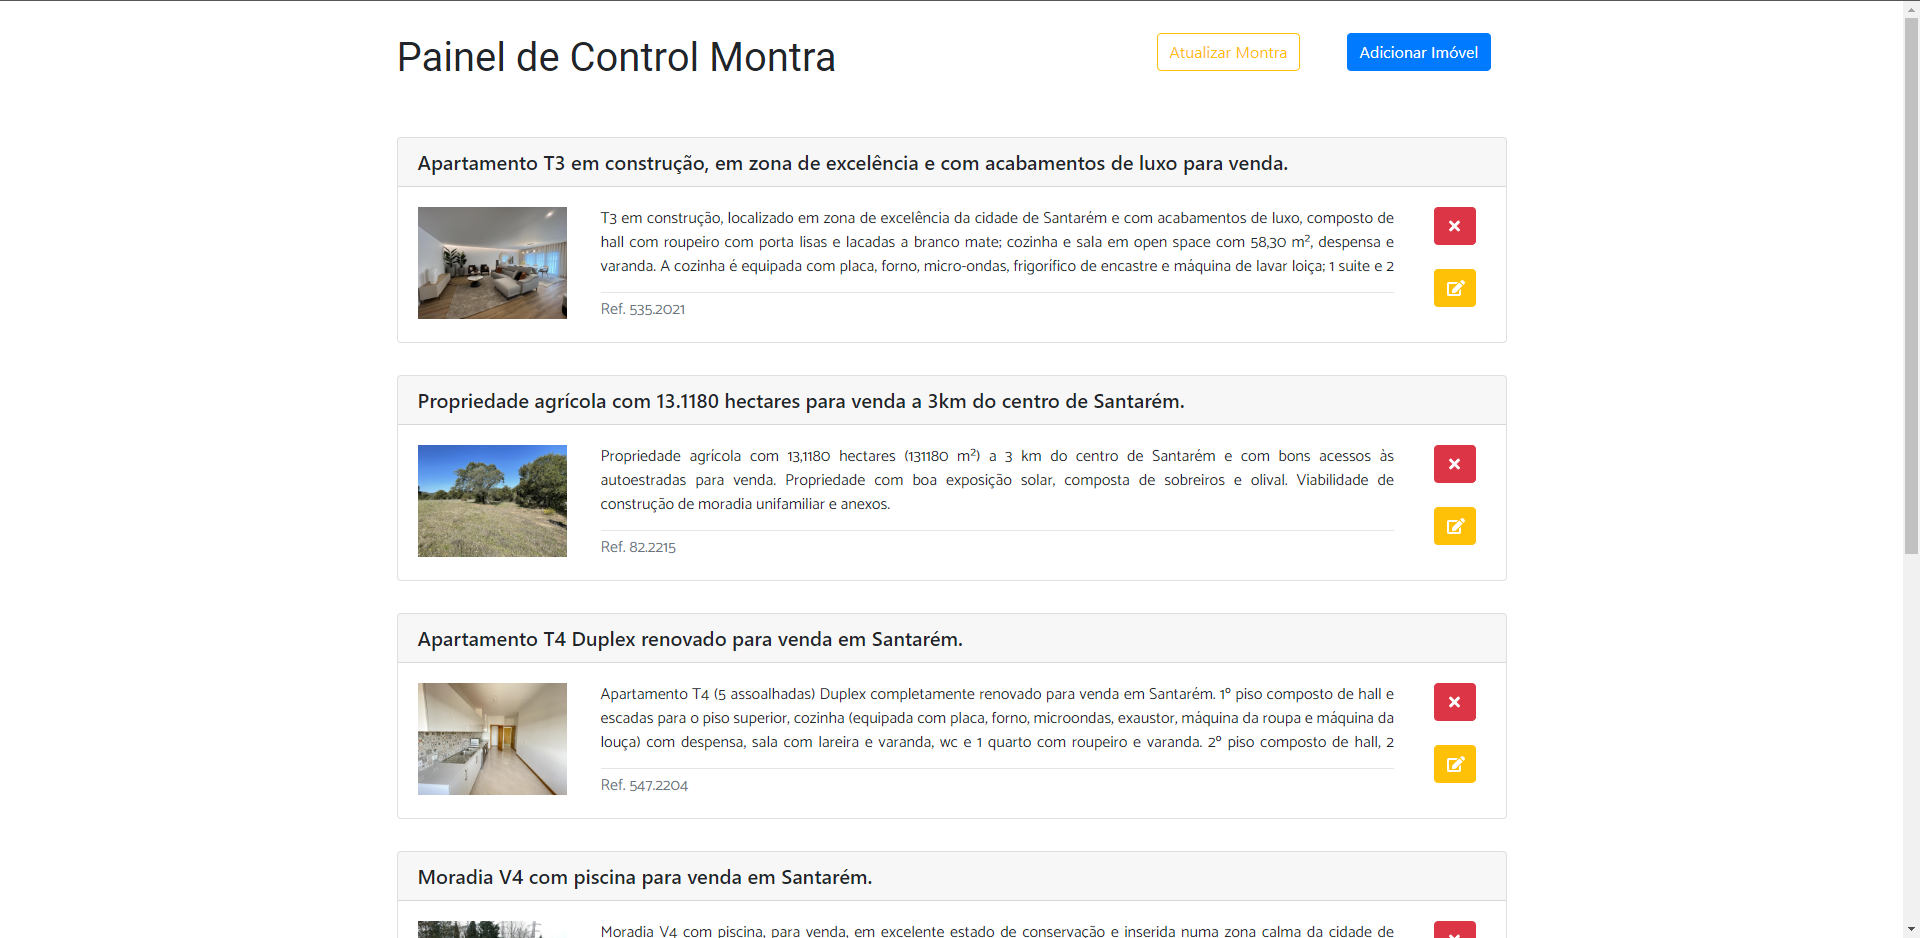 Painel de Control Montra
Atualizar Montra
Adicionar Imóvel
Apartamento T3 em construção, em zona de excelência e com acabamentos de luxo para venda.
T3 em construção, localizado em zona de excelência da cidade de Santarém e com acabamentos de luxo, composto de
hall com roupeiro com porta lisas e lacadas a branco mate; cozinha e sala em open space com 58,30 m², despensa e
varanda. A cozinha é equipada com placa, forno, micro-ondas, frigorífico de encastre e máquina de lavar loiça; 1 suite e 2
Ref. 535.2021
Propriedade agrícola com 13.1180 hectares para venda a 3km do centro de Santarém.
Propriedade agrícola com 13,1180 hectares (131180 m²) a 3 km do centro de Santarém e com bons acessos às
autoestradas para venda. Propriedade com boa exposição solar, composta de sobreiros e olival. Viabilidade de
construção de moradia unifamiliar e anexos.
Ref. 82.2215
Apartamento T4 Duplex renovado para venda em Santarém.
Apartamento T4 (5 assoalhadas) Duplex completamente renovado para venda em Santarém. 1º piso composto de hall e
escadas para o piso superior, cozinha (equipada com placa, forno, microondas, exaustor, máquina da roupa e máquina da
louça) com despensa, sala com lareira e varanda, wc e 1 quarto com roupeiro e varanda. 2º piso composto de hall, 2
Ref. 547.2204
Moradia V4 com piscina para venda em Santarém.
Moradia V4 com piscina, para venda, em excelente estado de conservação e inserida numa zona calma da cidade de